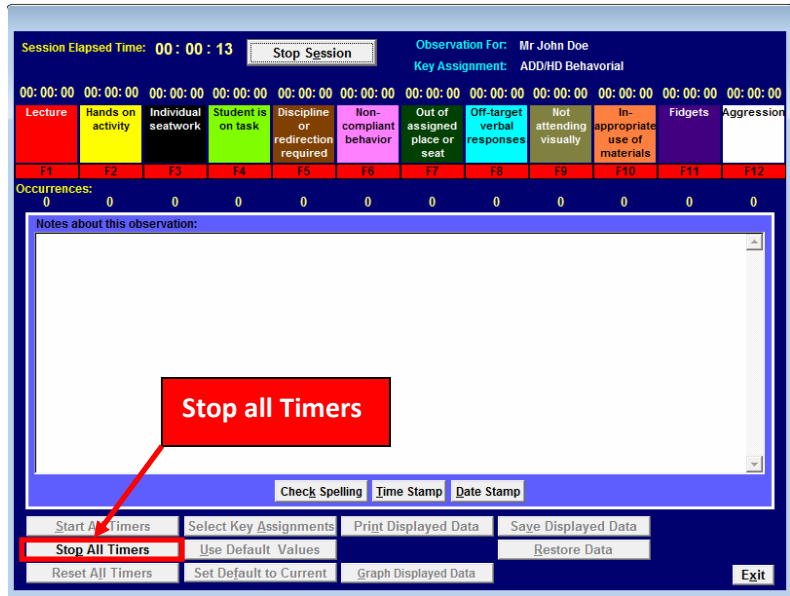 Session Elapsed Time: 00: 00 : 13 Stop Session Observation For: Mr John Doe
Key Assignment: ADD/HD Behavorial
00: 00: 00 00: 00: 00 00: 00: 00 00: 00: 00 00: 00: 00 00: 00: 00 00: 00: 00 00: 00: 00 00: 00: 00 00: 00: 00 00: 00: 00 00: 00: 00
Lecture
Hands on
activity
Individual
seatwork
Student is
on task
Discipline
or
redirection
required
Non-
compliant
behavior
Out of
assigned
place or
seat
Off-target
verbal
responses
Not
attending
visually
In-
appropriate
use of
materials
Fidgets
Aggression
F1 F2 F3 F4 F5 F6 F7 F8 F9 F10 F11 F12
Occurrences:
0 0 0 0 0 0 0 0 0 0 0 0
Notes about this observation:
Stop all Timers
Check Spelling Time Stamp Date Stamp
Start All Timers Select Key Assignments Print Displayed Data Save Displayed Data
Stop All Timers Use Default Values Restore Data
Reset All Timers Set Default to Current Graph Displayed Data Exit